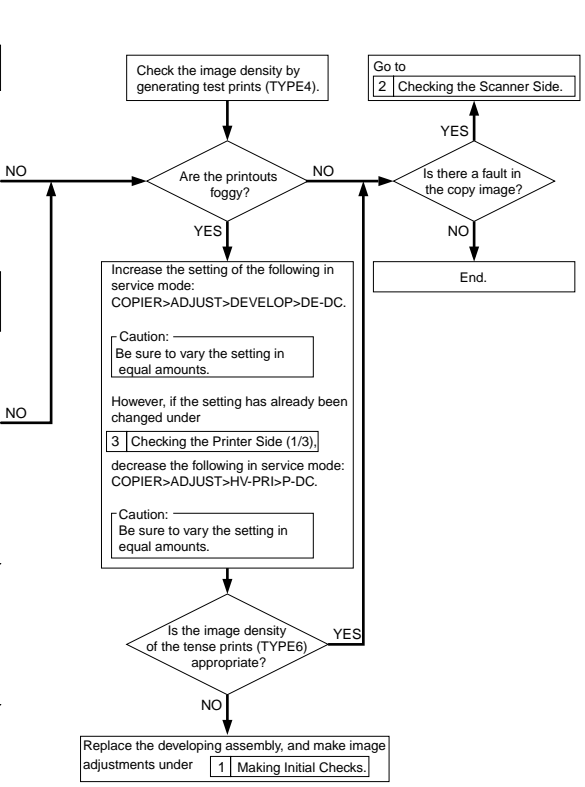 Check the image density by
generating test prints (TYPE4).
Go to
2 Checking the Scanner Side.
YES
NO
Are the printouts
foggy?
NO
Is there a fault in
the copy image?
YES
NO
Increase the setting of the following in
service mode:
COPIER>ADJUST>DEVELOP>DE-DC.
End.
Caution:
Be sure to vary the setting in
equal amounts.
However, if the setting has already been
changed under
NO
3 Checking the Printer Side (1/3),
decrease the following in service mode:
COPIER>ADJUST>HV-PRI>P-DC.
Caution:
Be sure to vary the setting in
equal amounts.
Is the image density
of the tense prints (TYPE6)
appropriate?
YES
NO
Replace the developing assembly, and make image
adjustments under 1 Making Initial Checks.